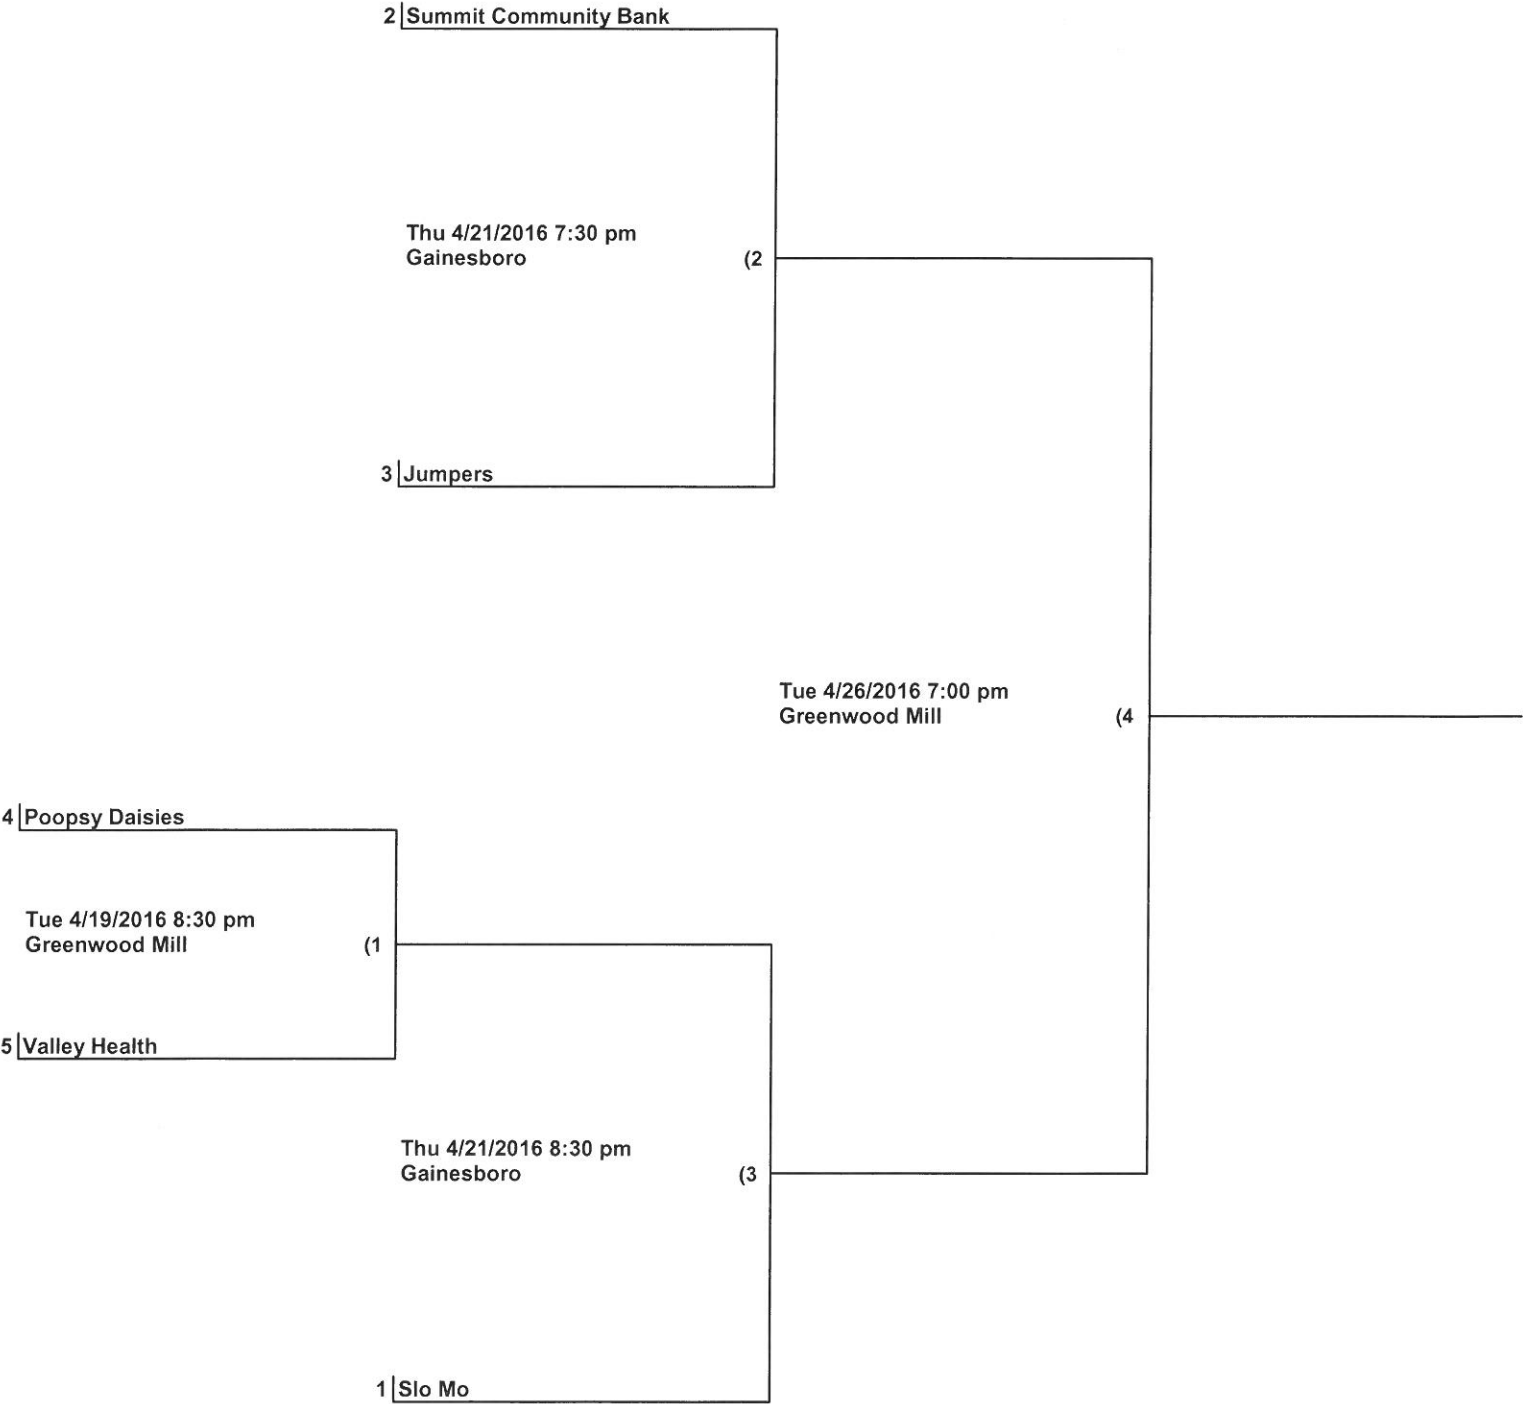 2 Summit Community Bank
Thu 4/21/2016 7:30 pm
Gainesboro (2
3 Jumpers
Tue 4/26/2016 7:00 pm
Greenwood Mill (4
4 Poopsy Daisies
Tue 4/19/2016 8:30 pm
Greenwood Mill (1
5 Valley Health
Thu 4/21/2016 8:30 pm
Gainesboro (3
1 Slo Mo